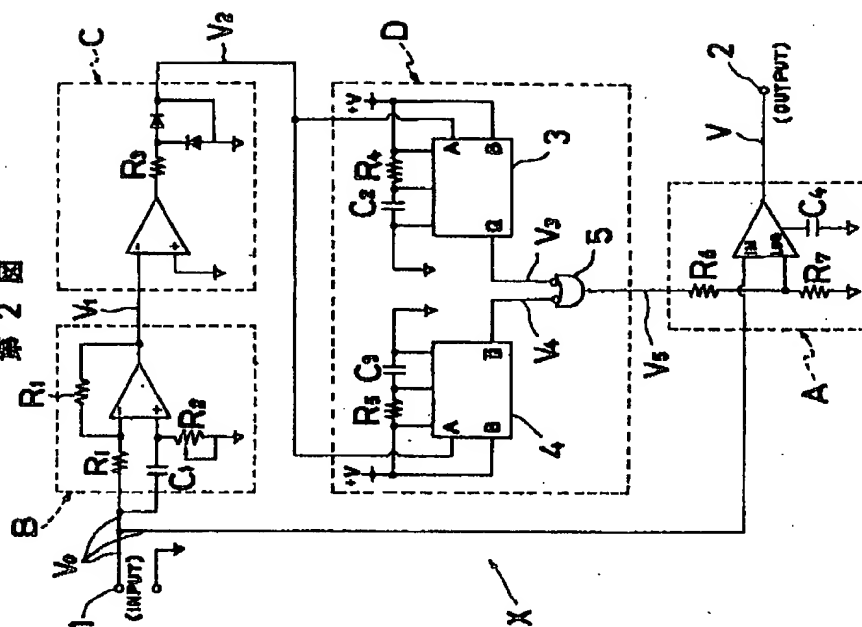 第 2 図
B
C
R₁
R₁
C₁
R₂
V₀
1
(INPUT)
V₁
R₃
V₂
D
+V
R₅
C₃
C₂
R₄
+V
A
B
Q̅
4
A
B
Q̅
3
V₄
V₃
5
V₅
R₆
R₇
IN
C₄
A
V
2
(OUTPUT)
X